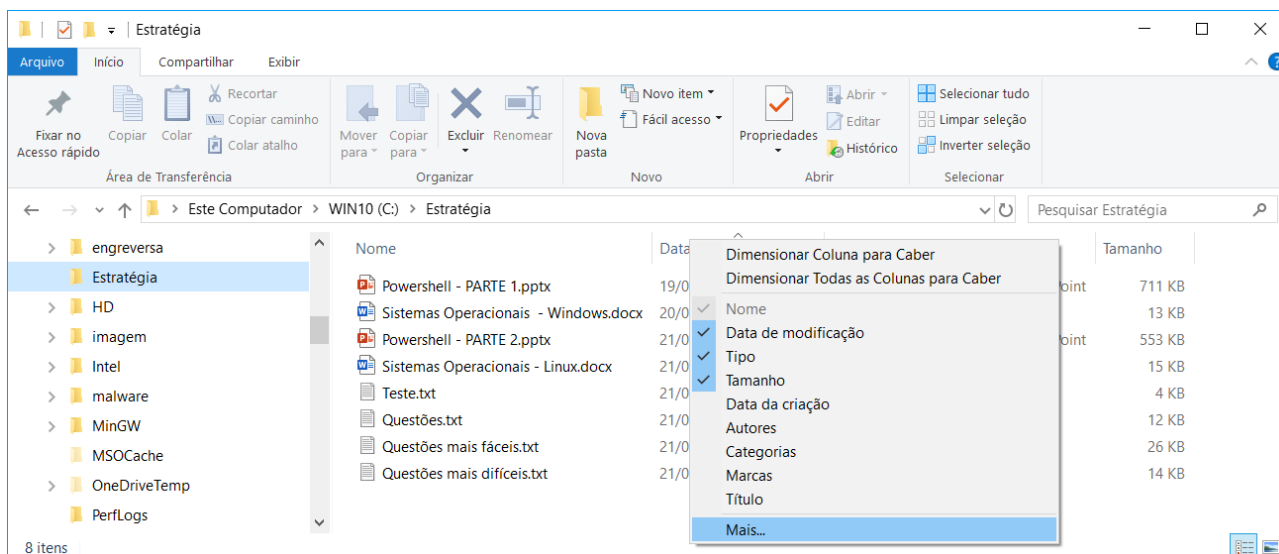 Estratégia
Arquivo Início Compartilhar Exibir
Fixar no Acesso rápido
Copiar
Colar
Recortar
Copiar caminho
Colar atalho
Área de Transferência
Mover para
Copiar para
Excluir
Renomear
Organizar
Nova pasta
Novo item
Fácil acesso
Novo
Propriedades
Abrir
Editar
Histórico
Abrir
Selecionar tudo
Limpar seleção
Inverter seleção
Selecionar
Este Computador > WIN10 (C:) > Estratégia
Pesquisar Estratégia
engreversa
Estratégia
HD
imagem
Intel
malware
MinGW
MSOCache
OneDriveTemp
PerfLogs
Nome Data Tamanho
Powershell - PARTE 1.pptx 19/0 oint 711 KB
Sistemas Operacionais - Windows.docx 20/0 13 KB
Powershell - PARTE 2.pptx 21/0 oint 553 KB
Sistemas Operacionais - Linux.docx 21/0 15 KB
Teste.txt 21/0 4 KB
Questões.txt 21/0 12 KB
Questões mais fáceis.txt 21/0 26 KB
Questões mais difíceis.txt 21/0 14 KB
Dimensionar Coluna para Caber
Dimensionar Todas as Colunas para Caber
Nome
Data de modificação
Tipo
Tamanho
Data da criação
Autores
Categorias
Marcas
Título
Mais...
8 itens